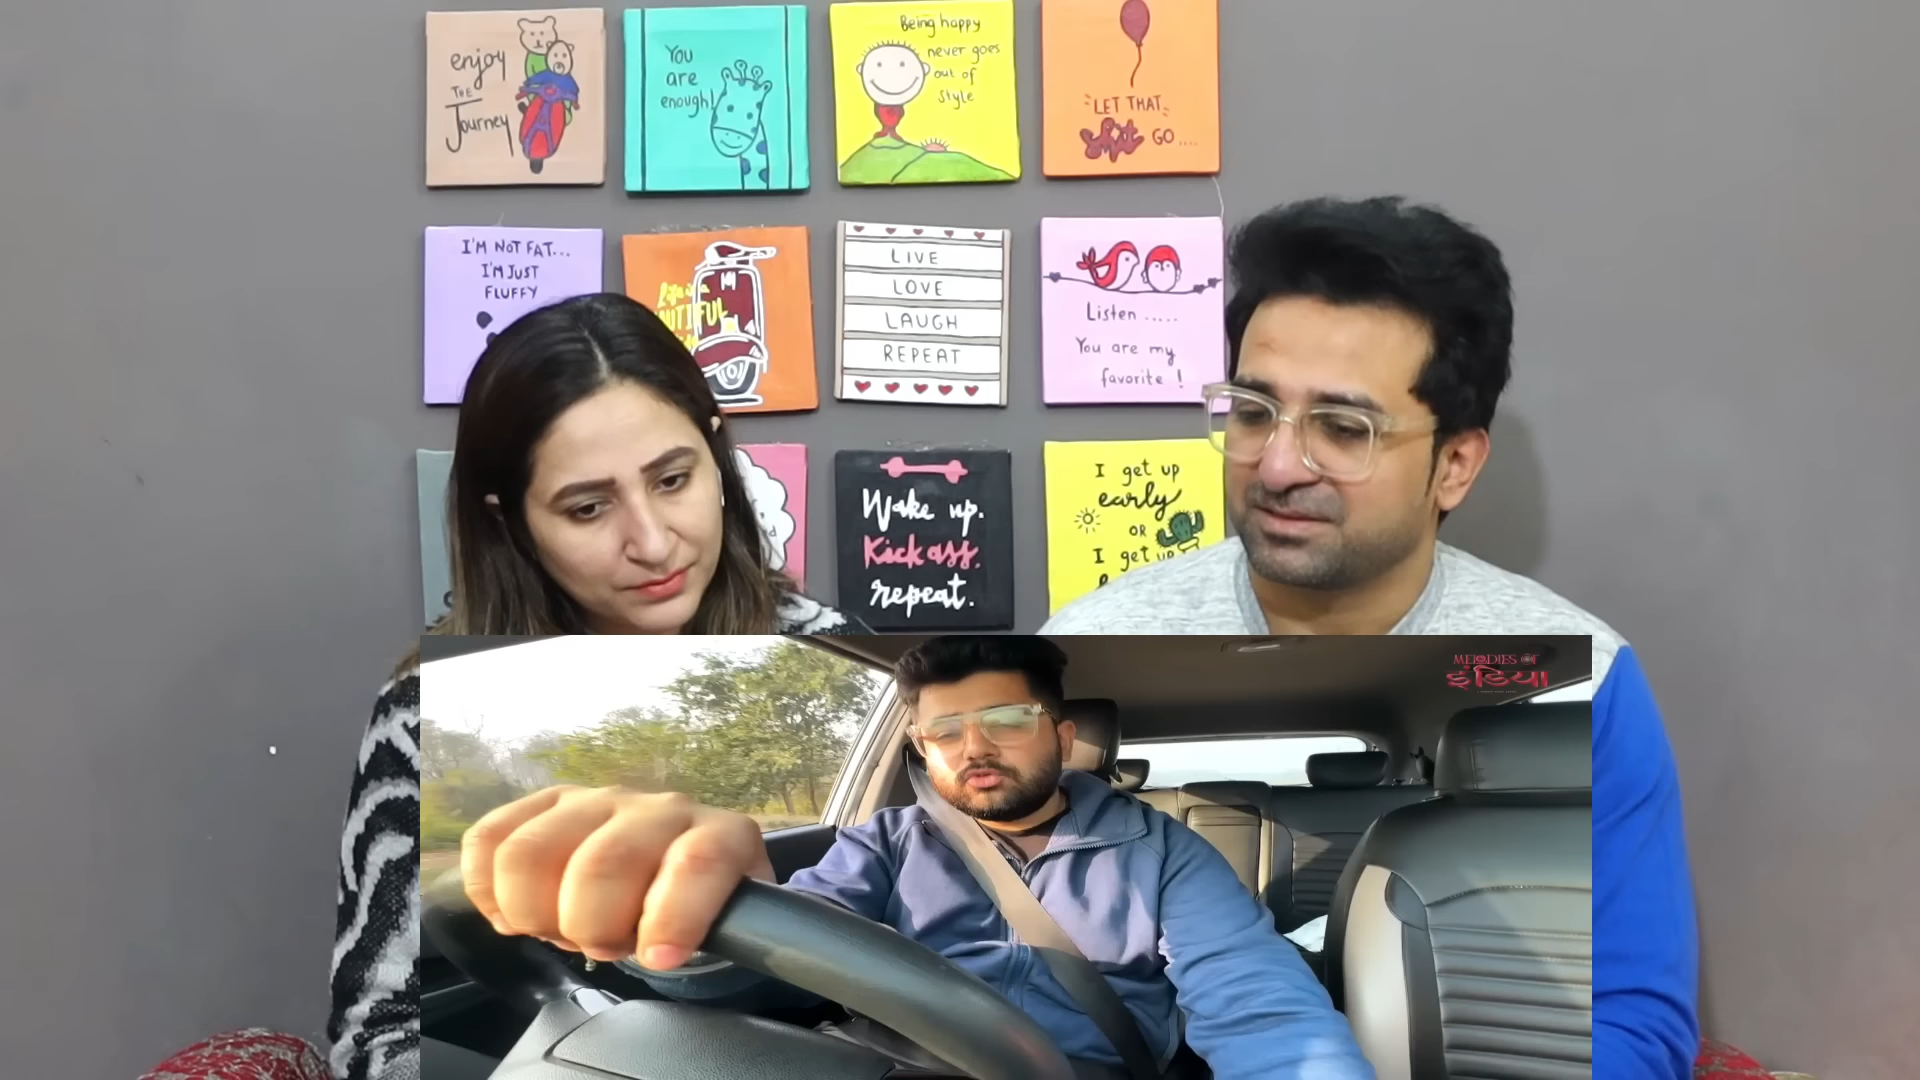 enjoy
THE
Journey
You
are
enough!
Being happy
never goes
out of
style
LET THAT
Shit GO ....
I'M NOT FAT...
I'M JUST
FLUFFY
LIVE
LOVE
LAUGH
REPEAT
Listen .....
You are my
favorite !
Wake up.
Kick ass.
repeat.
I get up
early
OR
I get up
MELODIES OF
इंडिया